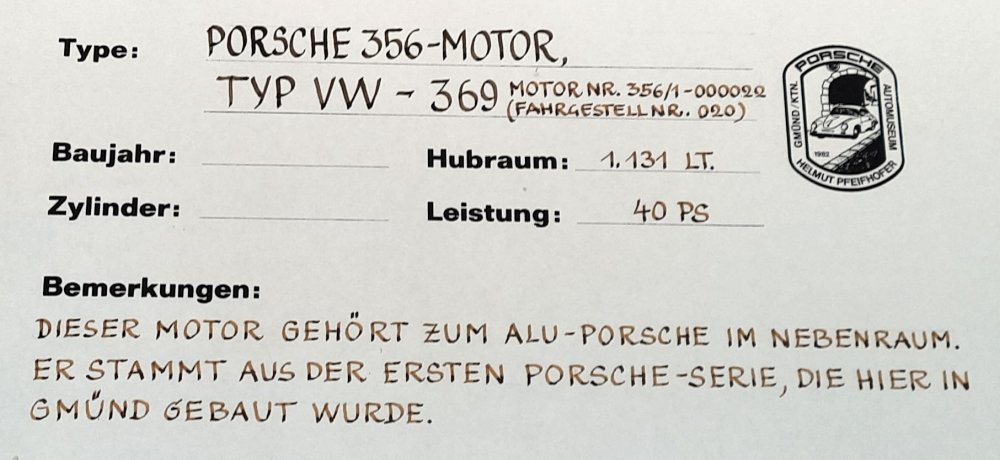 Type: PORSCHE 356-MOTOR,
TYP VW - 369 MOTOR NR. 356/1-000022
(FAHRGESTELL NR. 020)
Baujahr:
Hubraum: 1.131 LT.
Zylinder:
Leistung: 40 PS
PORSCHE
AUTOMUSEUM
HELMUT PFEIFHOFER
GMÜND/KTN.
1982
Bemerkungen:
DIESER MOTOR GEHÖRT ZUM ALU-PORSCHE IM NEBENRAUM.
ER STAMMT AUS DER ERSTEN PORSCHE-SERIE, DIE HIER IN
GMÜND GEBAUT WURDE.